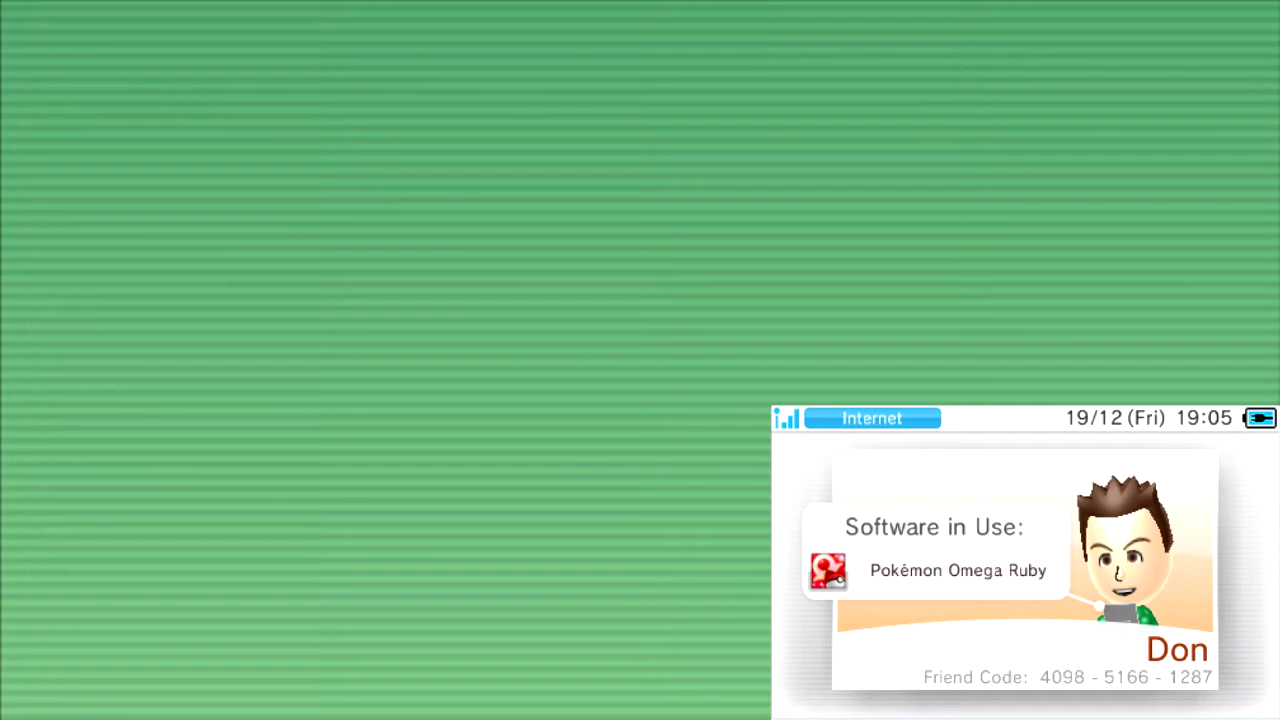 Internet
19/12 (Fri) 19:05
Software in Use:
Pokémon Omega Ruby
Don
Friend Code: 4098 - 5166 - 1287